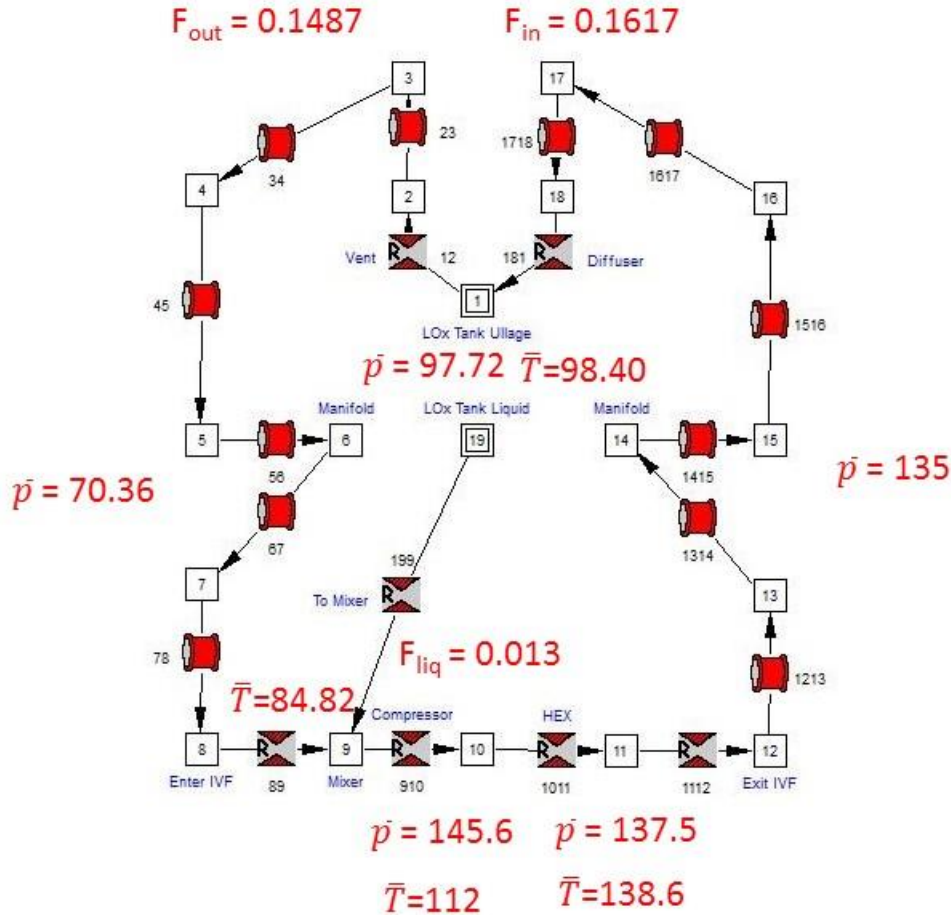 F_out = 0.1487 F_in = 0.1617
3 17
23 1718
34 1617
4 2 18 16
Vent 12 181 Diffuser
1
45 1516
LOx Tank Ullage
p̄ = 97.72 T̄=98.40
Manifold LOx Tank Liquid Manifold
5 6 19 14 15
56 1415
p̄ = 70.36 p̄ = 135
67 1314
199
7 To Mixer 13
78 F_liq = 0.013 1213
T̄=84.82
Compressor HEX
8 9 10 11 12
Enter IVF 89 Mixer 910 1011 1112 Exit IVF
p̄ = 145.6 p̄ = 137.5
T̄=112 T̄=138.6
R R R R R R R